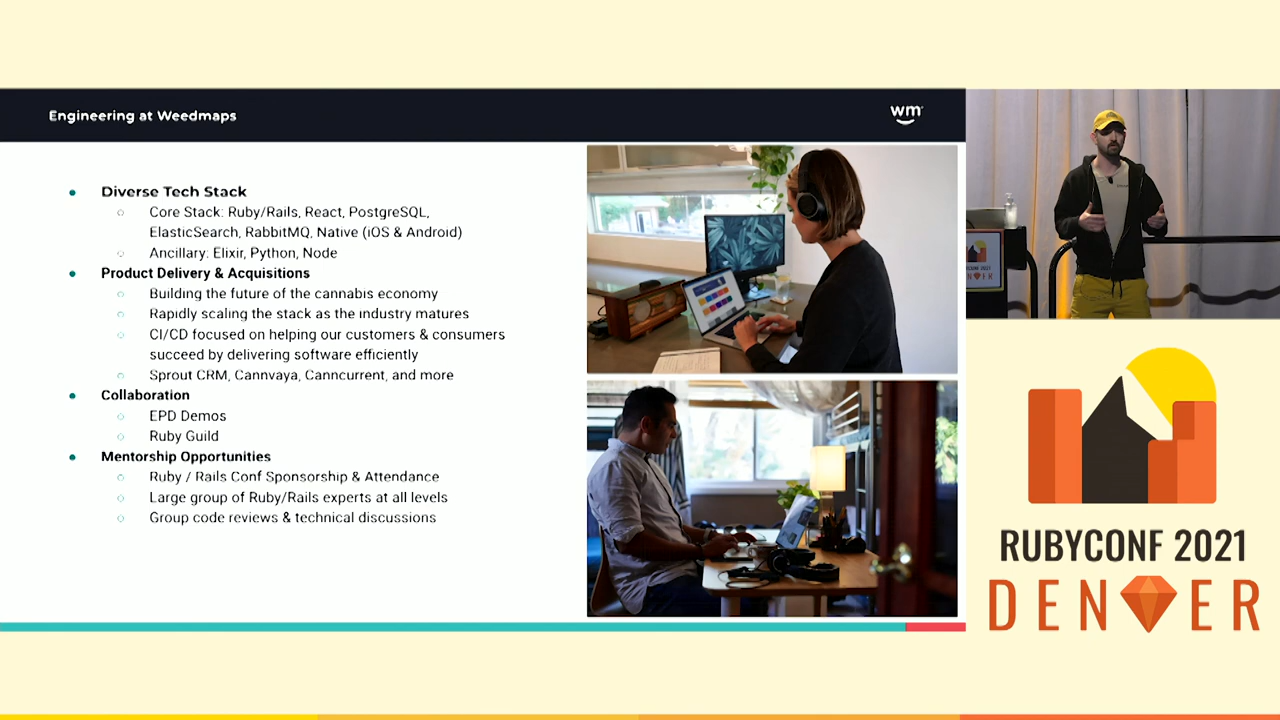 Engineering at Weedmaps
wm
Diverse Tech Stack
Core Stack: Ruby/Rails, React, PostgreSQL,
ElasticSearch, RabbitMQ, Native (iOS & Android)
Ancillary: Elixir, Python, Node
Product Delivery & Acquisitions
Building the future of the cannabis economy
Rapidly scaling the stack as the industry matures
CI/CD focused on helping our customers & consumers
succeed by delivering software efficiently
Sprout CRM, Cannvaya, Canncurrent, and more
Collaboration
EPD Demos
Ruby Guild
Mentorship Opportunities
Ruby / Rails Conf Sponsorship & Attendance
Large group of Ruby/Rails experts at all levels
Group code reviews & technical discussions
RUBYCONF 2021
DENVER